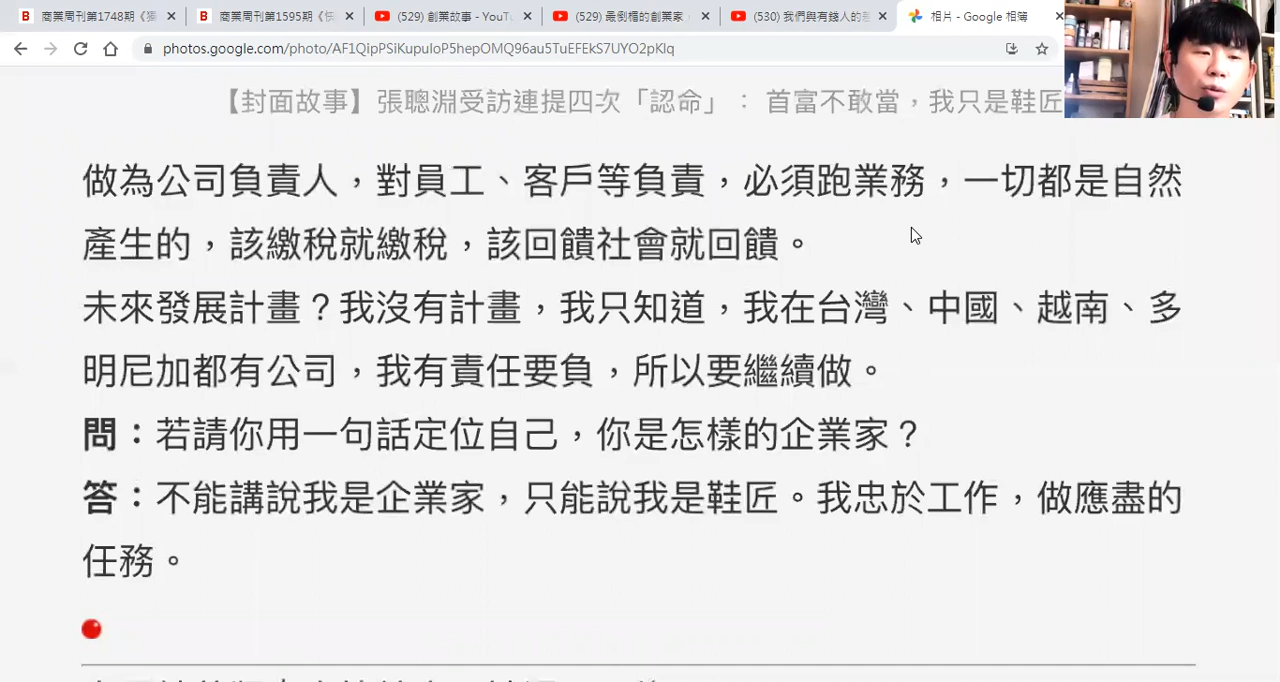 商業周刊第1748期《獨
商業周刊第1595期《
(529) 創業故事 - YouTu
(529) 最倒楣的創業家
(530) 我們與有錢人的
相片 - Google 相簿
photos.google.com/photo/AF1QipPSiKupuIoP5hepOMQ96au5TuEFEkS7UYO2pKlq
【封面故事】張聰淵受訪連提四次「認命」： 首富不敢當，我只是鞋匠
做為公司負責人，對員工、客戶等負責，必須跑業務，一切都是自然
產生的，該繳稅就繳稅，該回饋社會就回饋。
未來發展計畫？我沒有計畫，我只知道，我在台灣、中國、越南、多
明尼加都有公司，我有責任要負，所以要繼續做。
問：若請你用一句話定位自己，你是怎樣的企業家？
答：不能講說我是企業家，只能說我是鞋匠。我忠於工作，做應盡的
任務。